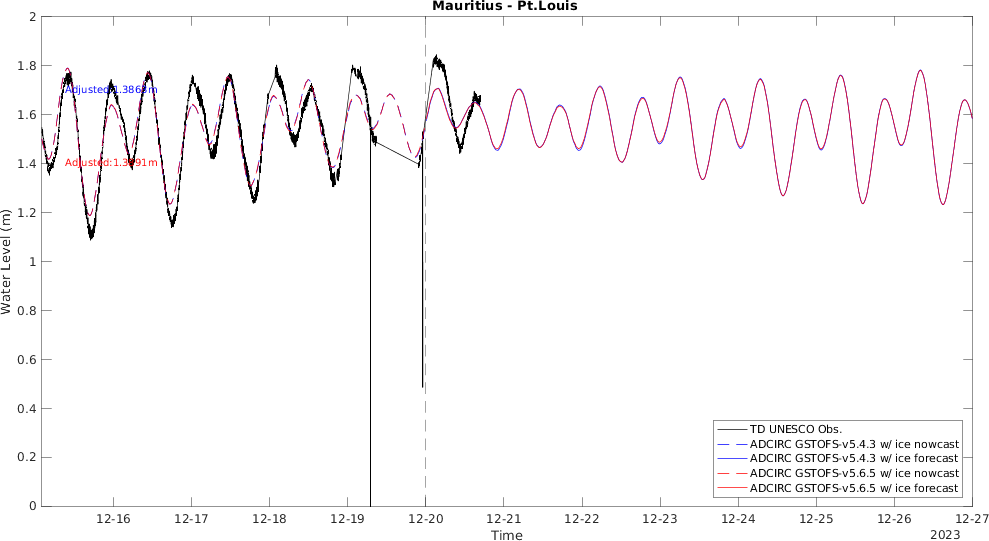 Mauritius - Pt.Louis
Water Level (m)
2
1.8
1.6
1.4
1.2
1
0.8
0.6
0.4
0.2
0
Adjusted:
TD UNESCO Obs.
ADCIRC GSTOFS-v5.4.3 w/ ice nowcast
ADCIRC GSTOFS-v5.4.3 w/ ice forecast
ADCIRC GSTOFS-v5.6.5 w/ ice nowcast
ADCIRC GSTOFS-v5.6.5 w/ ice forecast
12-16 12-17 12-18 12-19 12-20 12-21 12-22 12-23 12-24 12-25 12-26 12-27
Time
2023